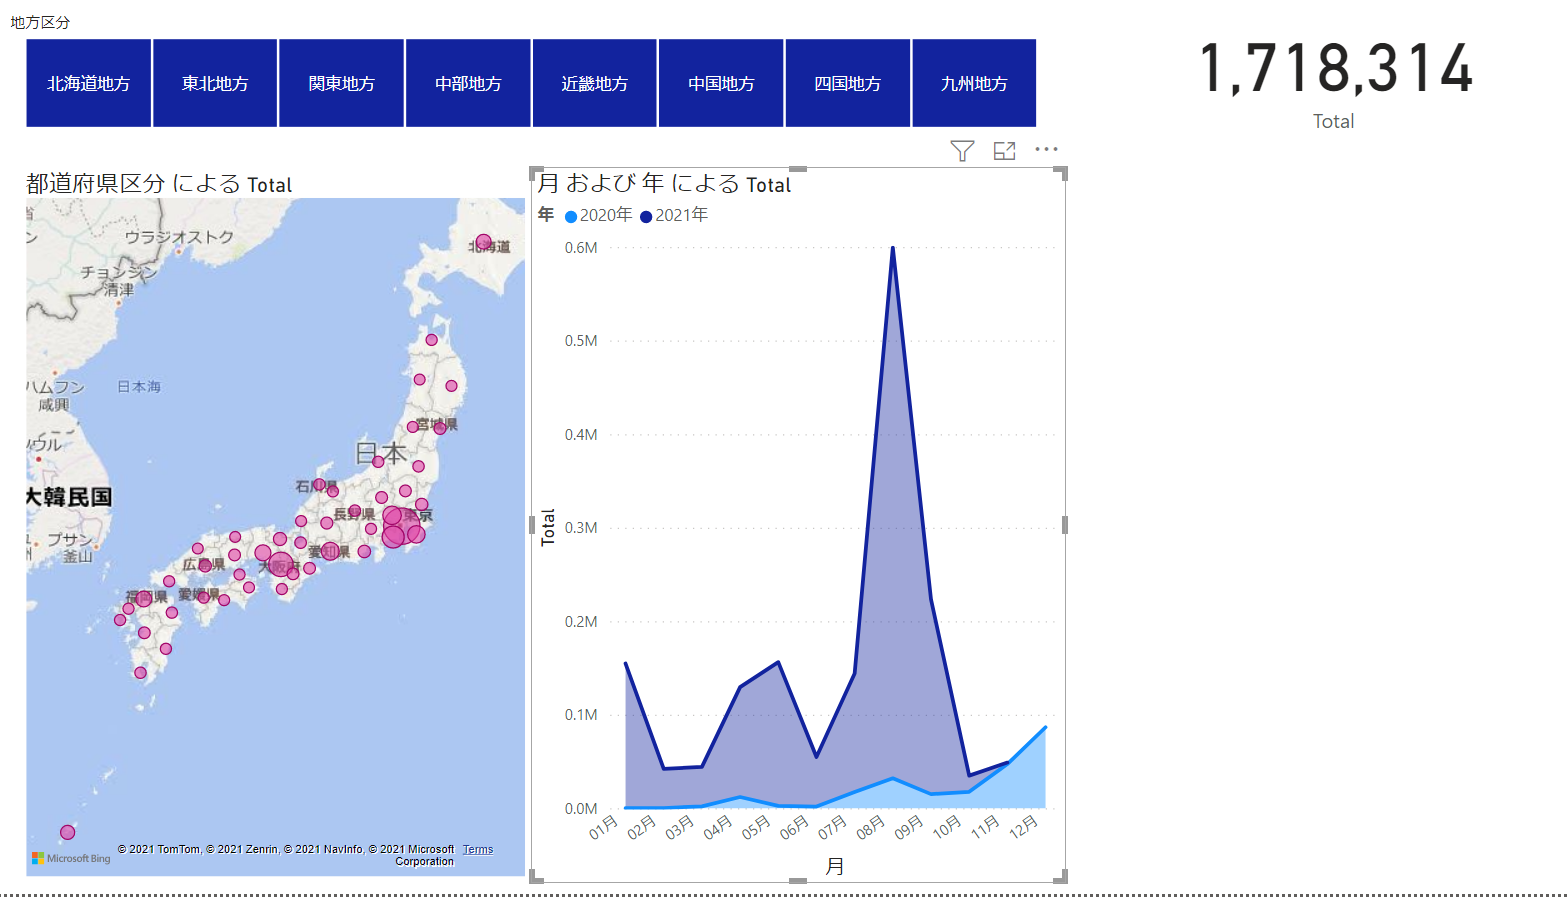 地方区分
北海道地方
東北地方
関東地方
中部地方
近畿地方
中国地方
四国地方
九州地方
1,718,314
Total
都道府県区分 による Total
ウラジオストク
チョンジン
清津
ハムフン
咸興
日本海
大韓民国
プサン
釜山
北海道
宮城県
日本
石川県
長野県
東京
愛知県
大阪府
広島県
愛媛県
福岡県
Microsoft Bing
© 2021 TomTom, © 2021 Zenrin, © 2021 NavInfo, © 2021 Microsoft Corporation
Terms
月 および 年 による Total
年 2020年 2021年
0.6M
0.5M
0.4M
0.3M
0.2M
0.1M
0.0M
Total
01月 02月 03月 04月 05月 06月 07月 08月 09月 10月 11月 12月
月